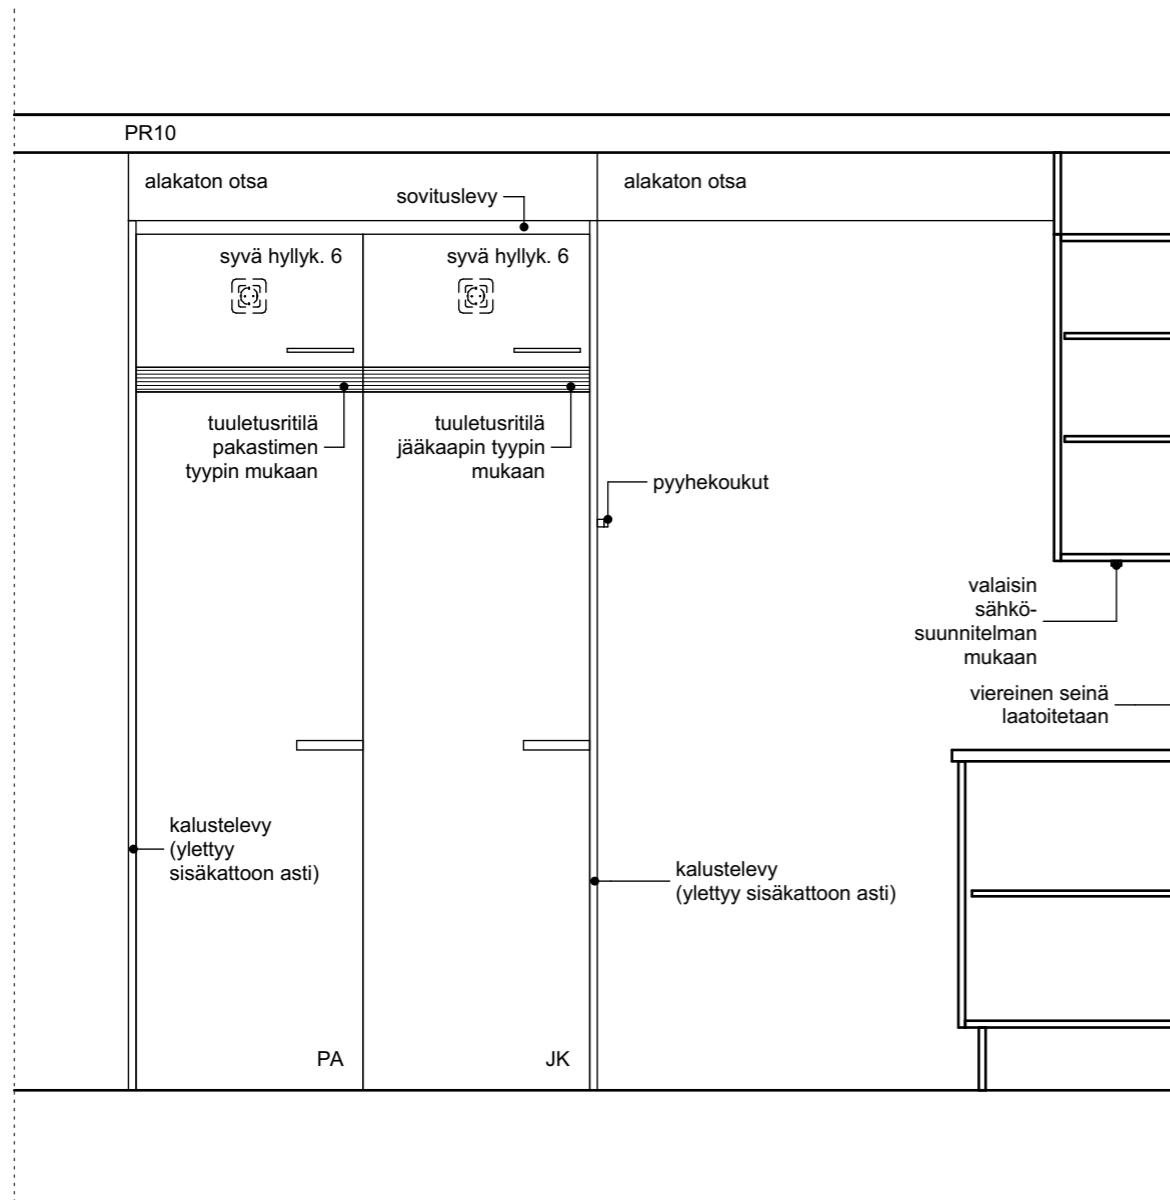 PR10
alakaton otsa
alakaton otsa
sovituslevy
syvä hyllyk. 6
syvä hyllyk. 6
tuuletusritilä
pakastimen
tyypin mukaan
tuuletusritilä
jääkaapin tyypin
mukaan
pyyhekoukut
valaisin
sähkö-
suunnitelman
mukaan
viereinen seinä
laatoitetaan
kalustelevy
(ylettyy
sisäkattoon asti)
kalustelevy
(ylettyy sisäkattoon asti)
PA
JK